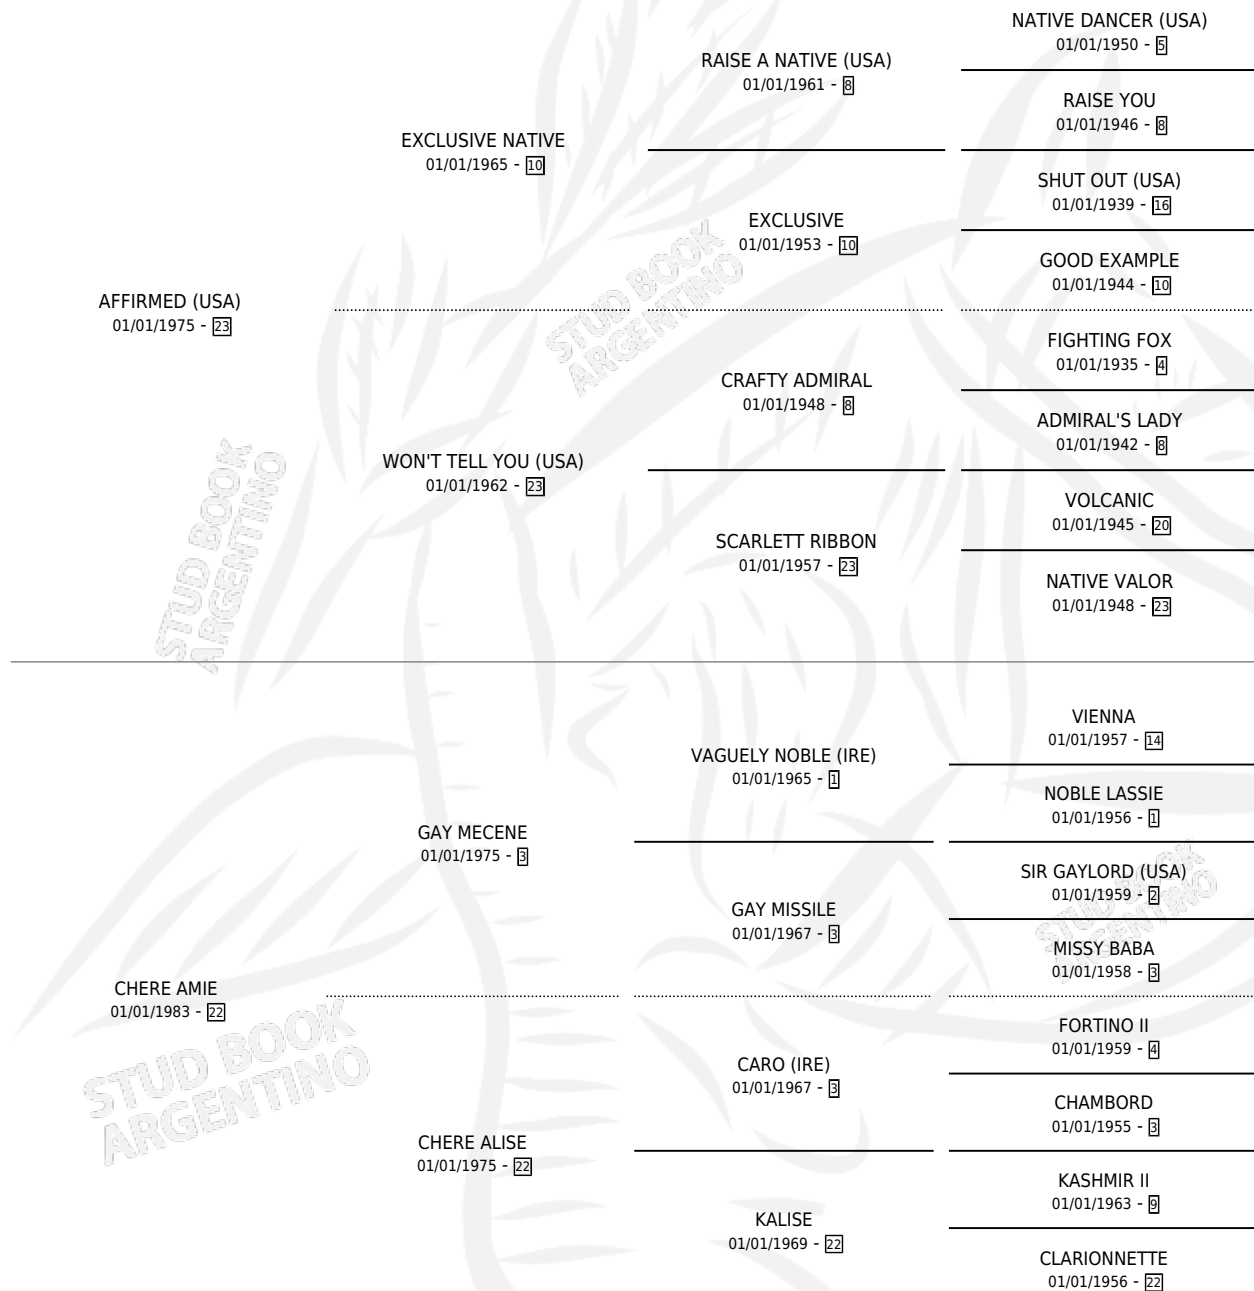 NATIVE DANCER (USA)
01/01/1950 - 5
RAISE A NATIVE (USA)
01/01/1961 - 8
RAISE YOU
01/01/1946 - 8
EXCLUSIVE NATIVE
01/01/1965 - 10
SHUT OUT (USA)
01/01/1939 - 16
EXCLUSIVE
01/01/1953 - 10
GOOD EXAMPLE
01/01/1944 - 10
AFFIRMED (USA)
01/01/1975 - 23
FIGHTING FOX
01/01/1935 - 4
CRAFTY ADMIRAL
01/01/1948 - 8
ADMIRAL'S LADY
01/01/1942 - 8
WON'T TELL YOU (USA)
01/01/1962 - 23
VOLCANIC
01/01/1945 - 20
SCARLETT RIBBON
01/01/1957 - 23
NATIVE VALOR
01/01/1948 - 23
VIENNA
01/01/1957 - 14
VAGUELY NOBLE (IRE)
01/01/1965 - 1
NOBLE LASSIE
01/01/1956 - 1
GAY MECENE
01/01/1975 - 3
SIR GAYLORD (USA)
01/01/1959 - 2
GAY MISSILE
01/01/1967 - 3
MISSY BABA
01/01/1958 - 3
CHERE AMIE
01/01/1983 - 22
FORTINO II
01/01/1959 - 4
CARO (IRE)
01/01/1967 - 3
CHAMBORD
01/01/1955 - 3
CHERE ALISE
01/01/1975 - 22
KASHMIR II
01/01/1963 - 9
KALISE
01/01/1969 - 22
CLARIONNETTE
01/01/1956 - 22
STUD BOOK
ARGENTINO
STUD BOOK
ARGENTINO
STUD BOOK
ARGENTINO
STUD BOOK
ARGENTINO